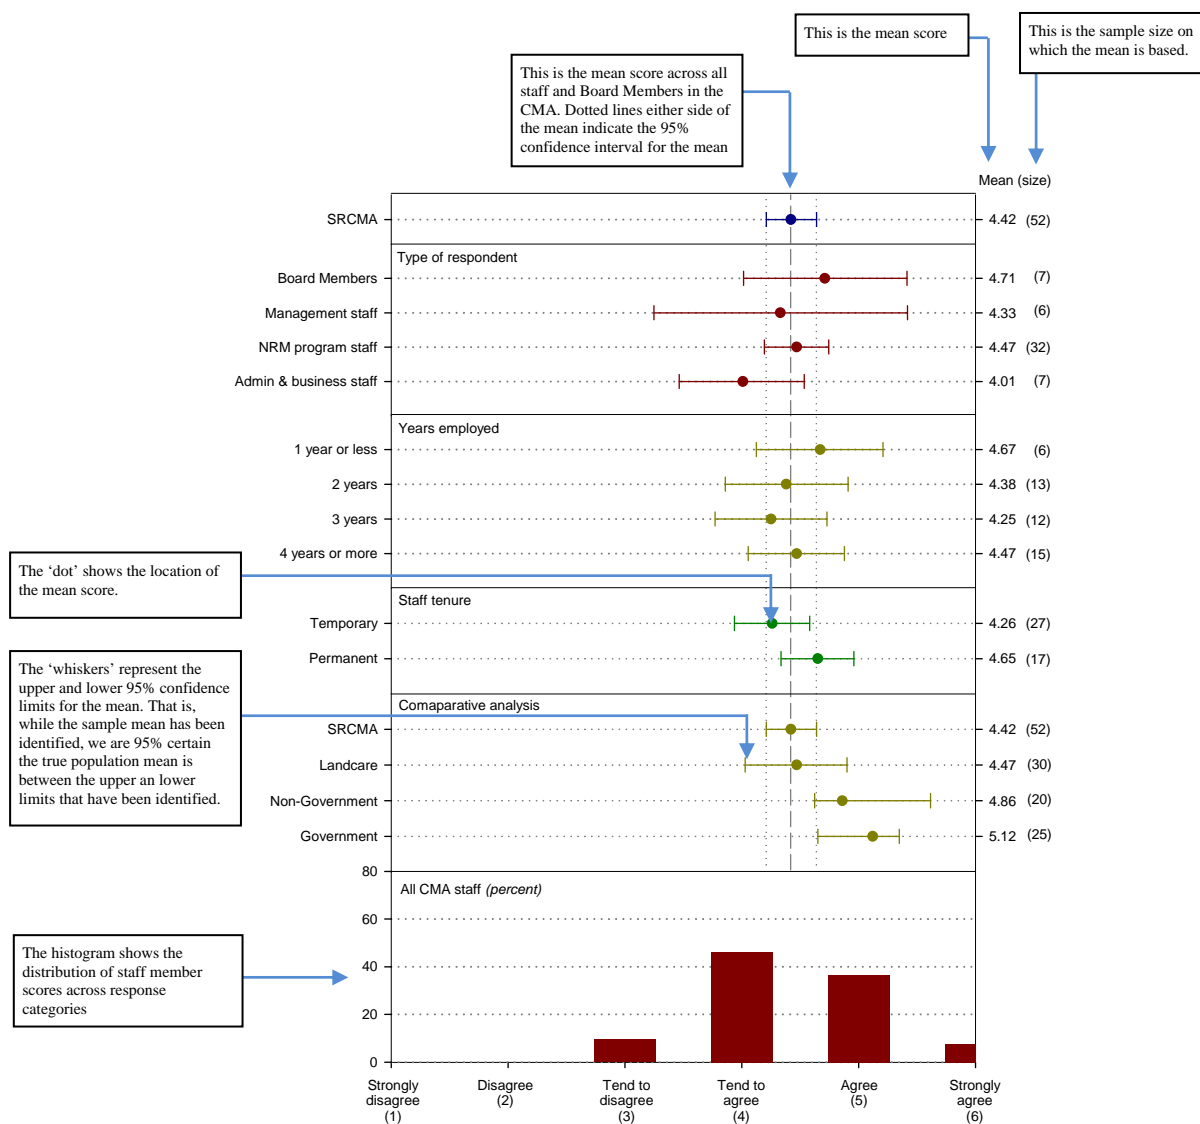 This is the mean score
This is the sample size on
which the mean is based.
This is the mean score across all
staff and Board Members in the
CMA. Dotted lines either side of
the mean indicate the 95%
confidence interval for the mean
Mean (size)
SRCMA 4.42 (52)
Type of respondent
Board Members 4.71 (7)
Management staff 4.33 (6)
NRM program staff 4.47 (32)
Admin & business staff 4.01 (7)
Years employed
1 year or less 4.67 (6)
2 years 4.38 (13)
3 years 4.25 (12)
4 years or more 4.47 (15)
The ‘dot’ shows the location of
the mean score.
Staff tenure
Temporary 4.26 (27)
Permanent 4.65 (17)
The ‘whiskers’ represent the
upper and lower 95% confidence
limits for the mean. That is,
while the sample mean has been
identified, we are 95% certain
the true population mean is
between the upper an lower
limits that have been identified.
Comaparative analysis
SRCMA 4.42 (52)
Landcare 4.47 (30)
Non-Government 4.86 (20)
Government 5.12 (25)
All CMA staff (percent)
80
60
40
20
0
The histogram shows the
distribution of staff member
scores across response
categories
Strongly
disagree
(1)
Disagree
(2)
Tend to
disagree
(3)
Tend to
agree
(4)
Agree
(5)
Strongly
agree
(6)